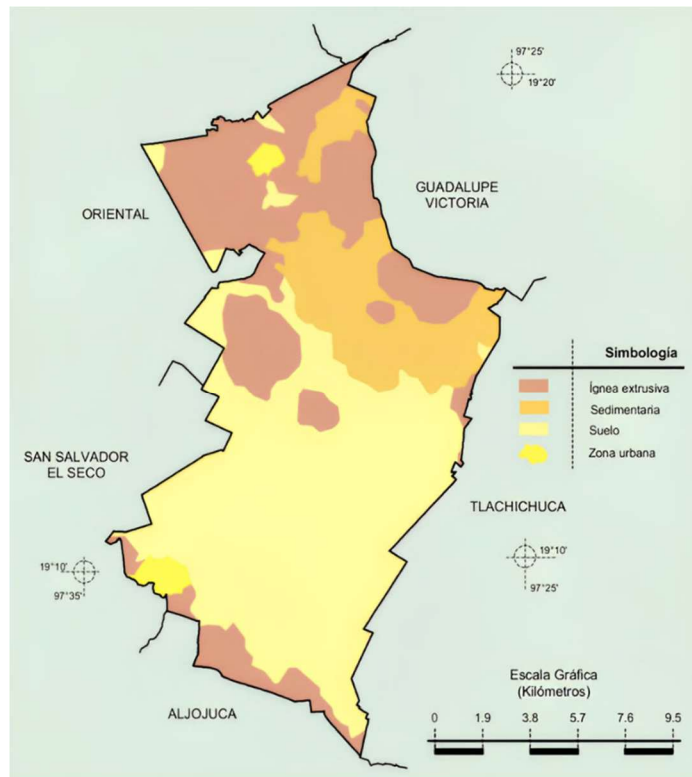 97°25'
19°20'
GUADALUPE
VICTORIA
ORIENTAL
Simbología
Ígnea extrusiva
Sedimentaria
Suelo
Zona urbana
SAN SALVADOR
EL SECO
TLACHICHUCA
19°10'
97°35'
19°10'
97°25'
Escala Gráfica
(Kilómetros)
0 1.9 3.8 5.7 7.6 9.5
ALJOJUCA